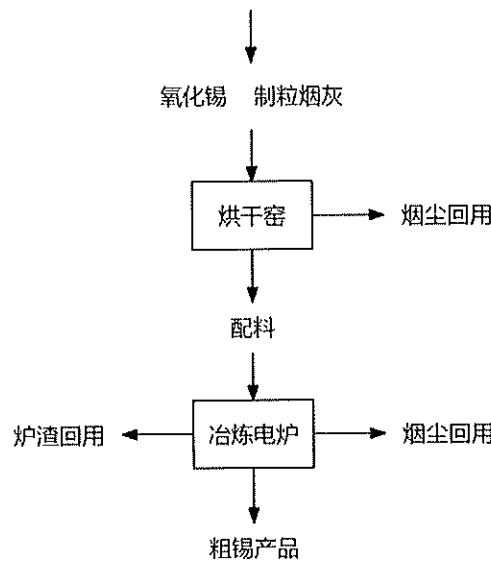 氧化锡 制粒烟灰
烘干窑
烟尘回用
配料
炉渣回用
冶炼电炉
烟尘回用
粗锡产品